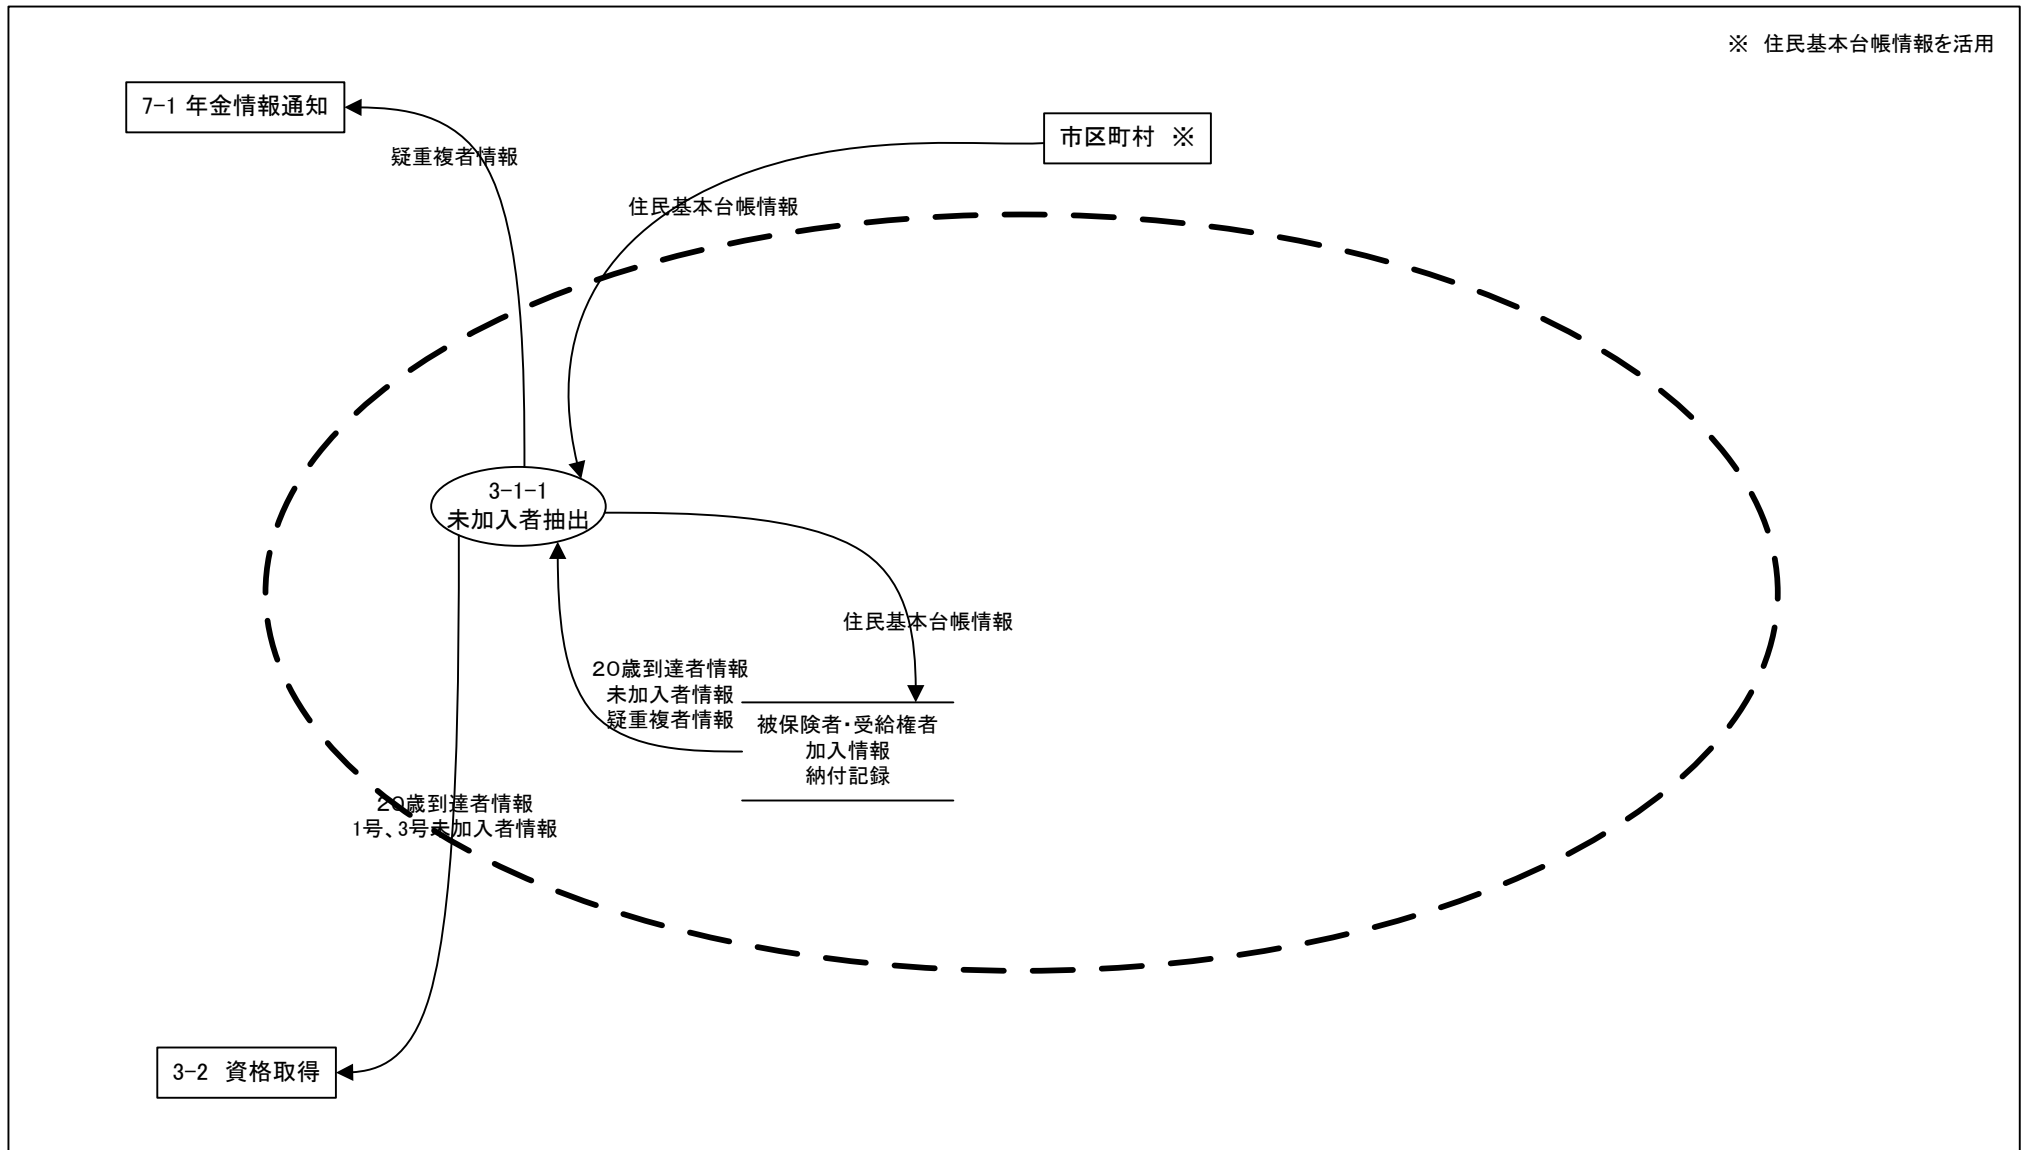 ※ 住民基本台帳情報を活用
7-1 年金情報通知
市区町村 ※
疑重複者情報
住民基本台帳情報
3-1-1
未加入者抽出
住民基本台帳情報
20歳到達者情報
未加入者情報
疑重複者情報
被保険者・受給権者
加入情報
納付記録
20歳到達者情報
1号、3号未加入者情報
3-2 資格取得